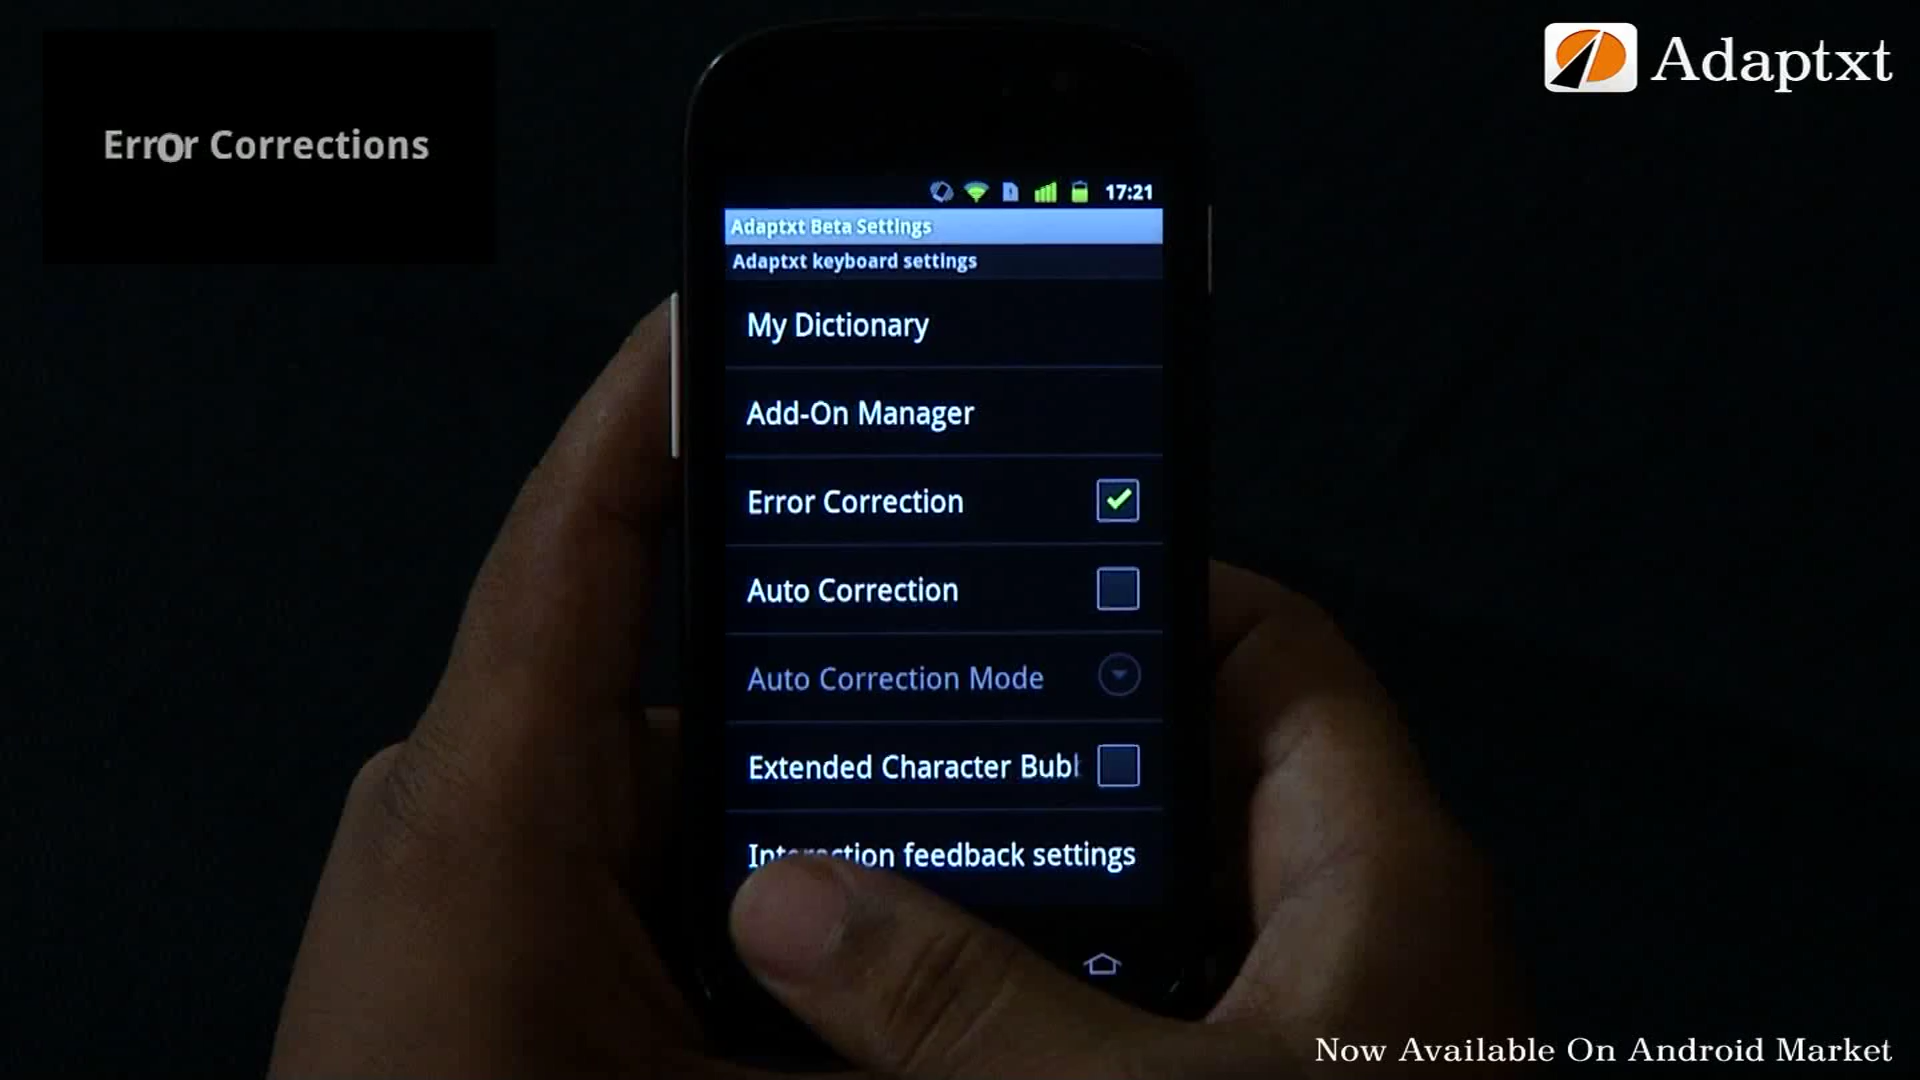 Adaptxt
Error Corrections
17:21
Adaptxt Beta Settings
Adaptxt keyboard settings
My Dictionary
Add-On Manager
Error Correction
Auto Correction
Auto Correction Mode
Extended Character Bubl
Interaction feedback settings
Now Available On Android Market